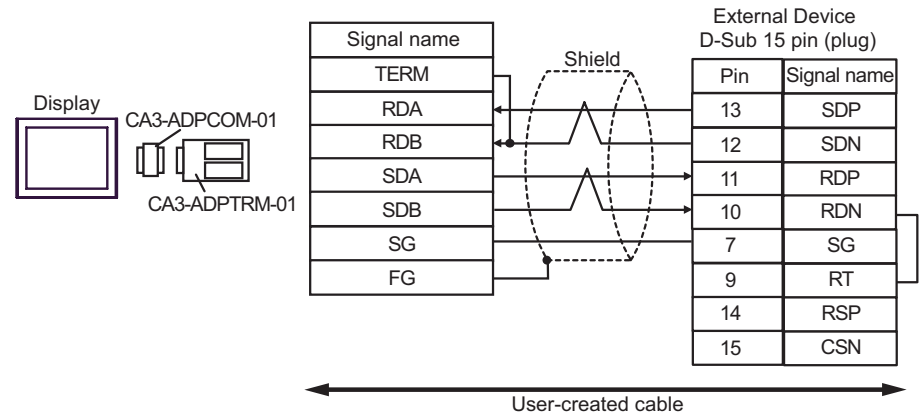 External Device
D-Sub 15 pin (plug)
Signal name
Shield
Pin Signal name
TERM
RDA
RDB
SDA
SDB
SG
FG
13 SDP
12 SDN
11 RDP
10 RDN
7 SG
9 RT
14 RSP
15 CSN
Display
CA3-ADPCOM-01
CA3-ADPTRM-01
User-created cable